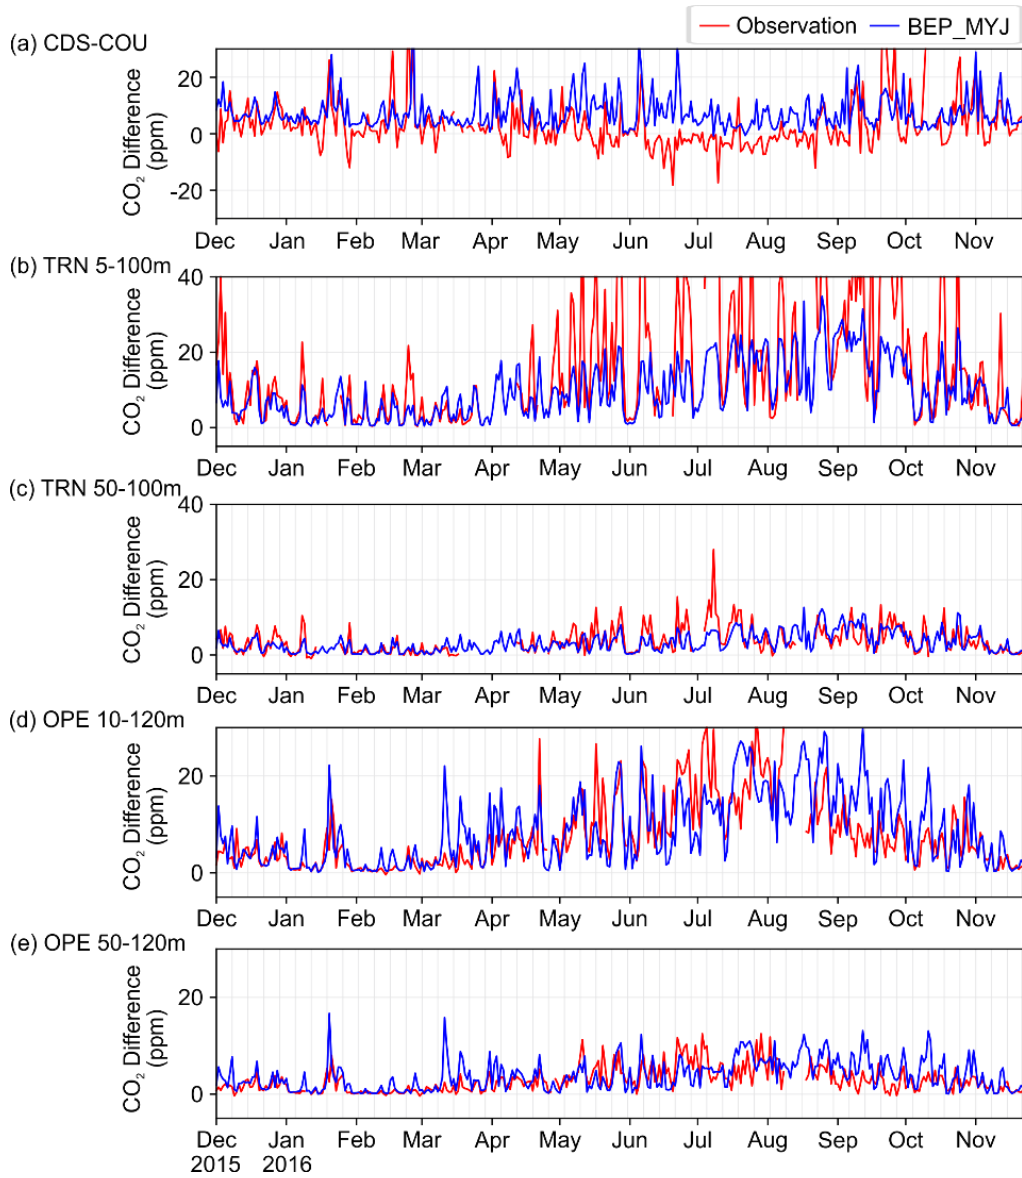 Observation BEP_MYJ
(a) CDS-COU
CO₂ Difference
(ppm)
20
0
-20
Dec Jan Feb Mar Apr May Jun Jul Aug Sep Oct Nov
(b) TRN 5-100m
CO₂ Difference
(ppm)
40
20
0
Dec Jan Feb Mar Apr May Jun Jul Aug Sep Oct Nov
(c) TRN 50-100m
CO₂ Difference
(ppm)
40
20
0
Dec Jan Feb Mar Apr May Jun Jul Aug Sep Oct Nov
(d) OPE 10-120m
CO₂ Difference
(ppm)
20
0
Dec Jan Feb Mar Apr May Jun Jul Aug Sep Oct Nov
(e) OPE 50-120m
CO₂ Difference
(ppm)
20
0
Dec Jan Feb Mar Apr May Jun Jul Aug Sep Oct Nov
2015 2016